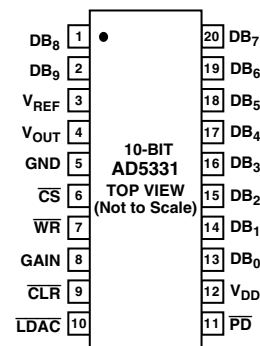 DB8 1 20 DB7
DB9 2 19 DB6
VREF 3 18 DB5
VOUT 4 17 DB4
10-BIT
GND 5 AD5331 16 DB3
TOP VIEW
CS 6 (Not to Scale) 15 DB2
WR 7 14 DB1
GAIN 8 13 DB0
CLR 9 12 VDD
LDAC 10 11 PD